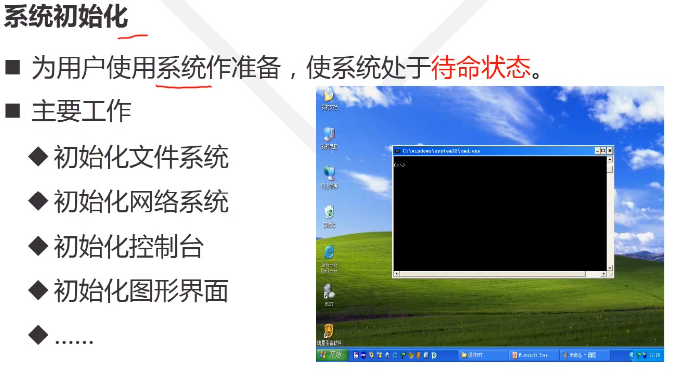 系统初始化
■ 为用户使用系统作准备，使系统处于待命状态。
■ 主要工作
◆ 初始化文件系统
◆ 初始化网络系统
◆ 初始化控制台
◆ 初始化图形界面
◆ ……
C:\windows\system32\cmd.exe
C:\>
Internet
Explorer
开始